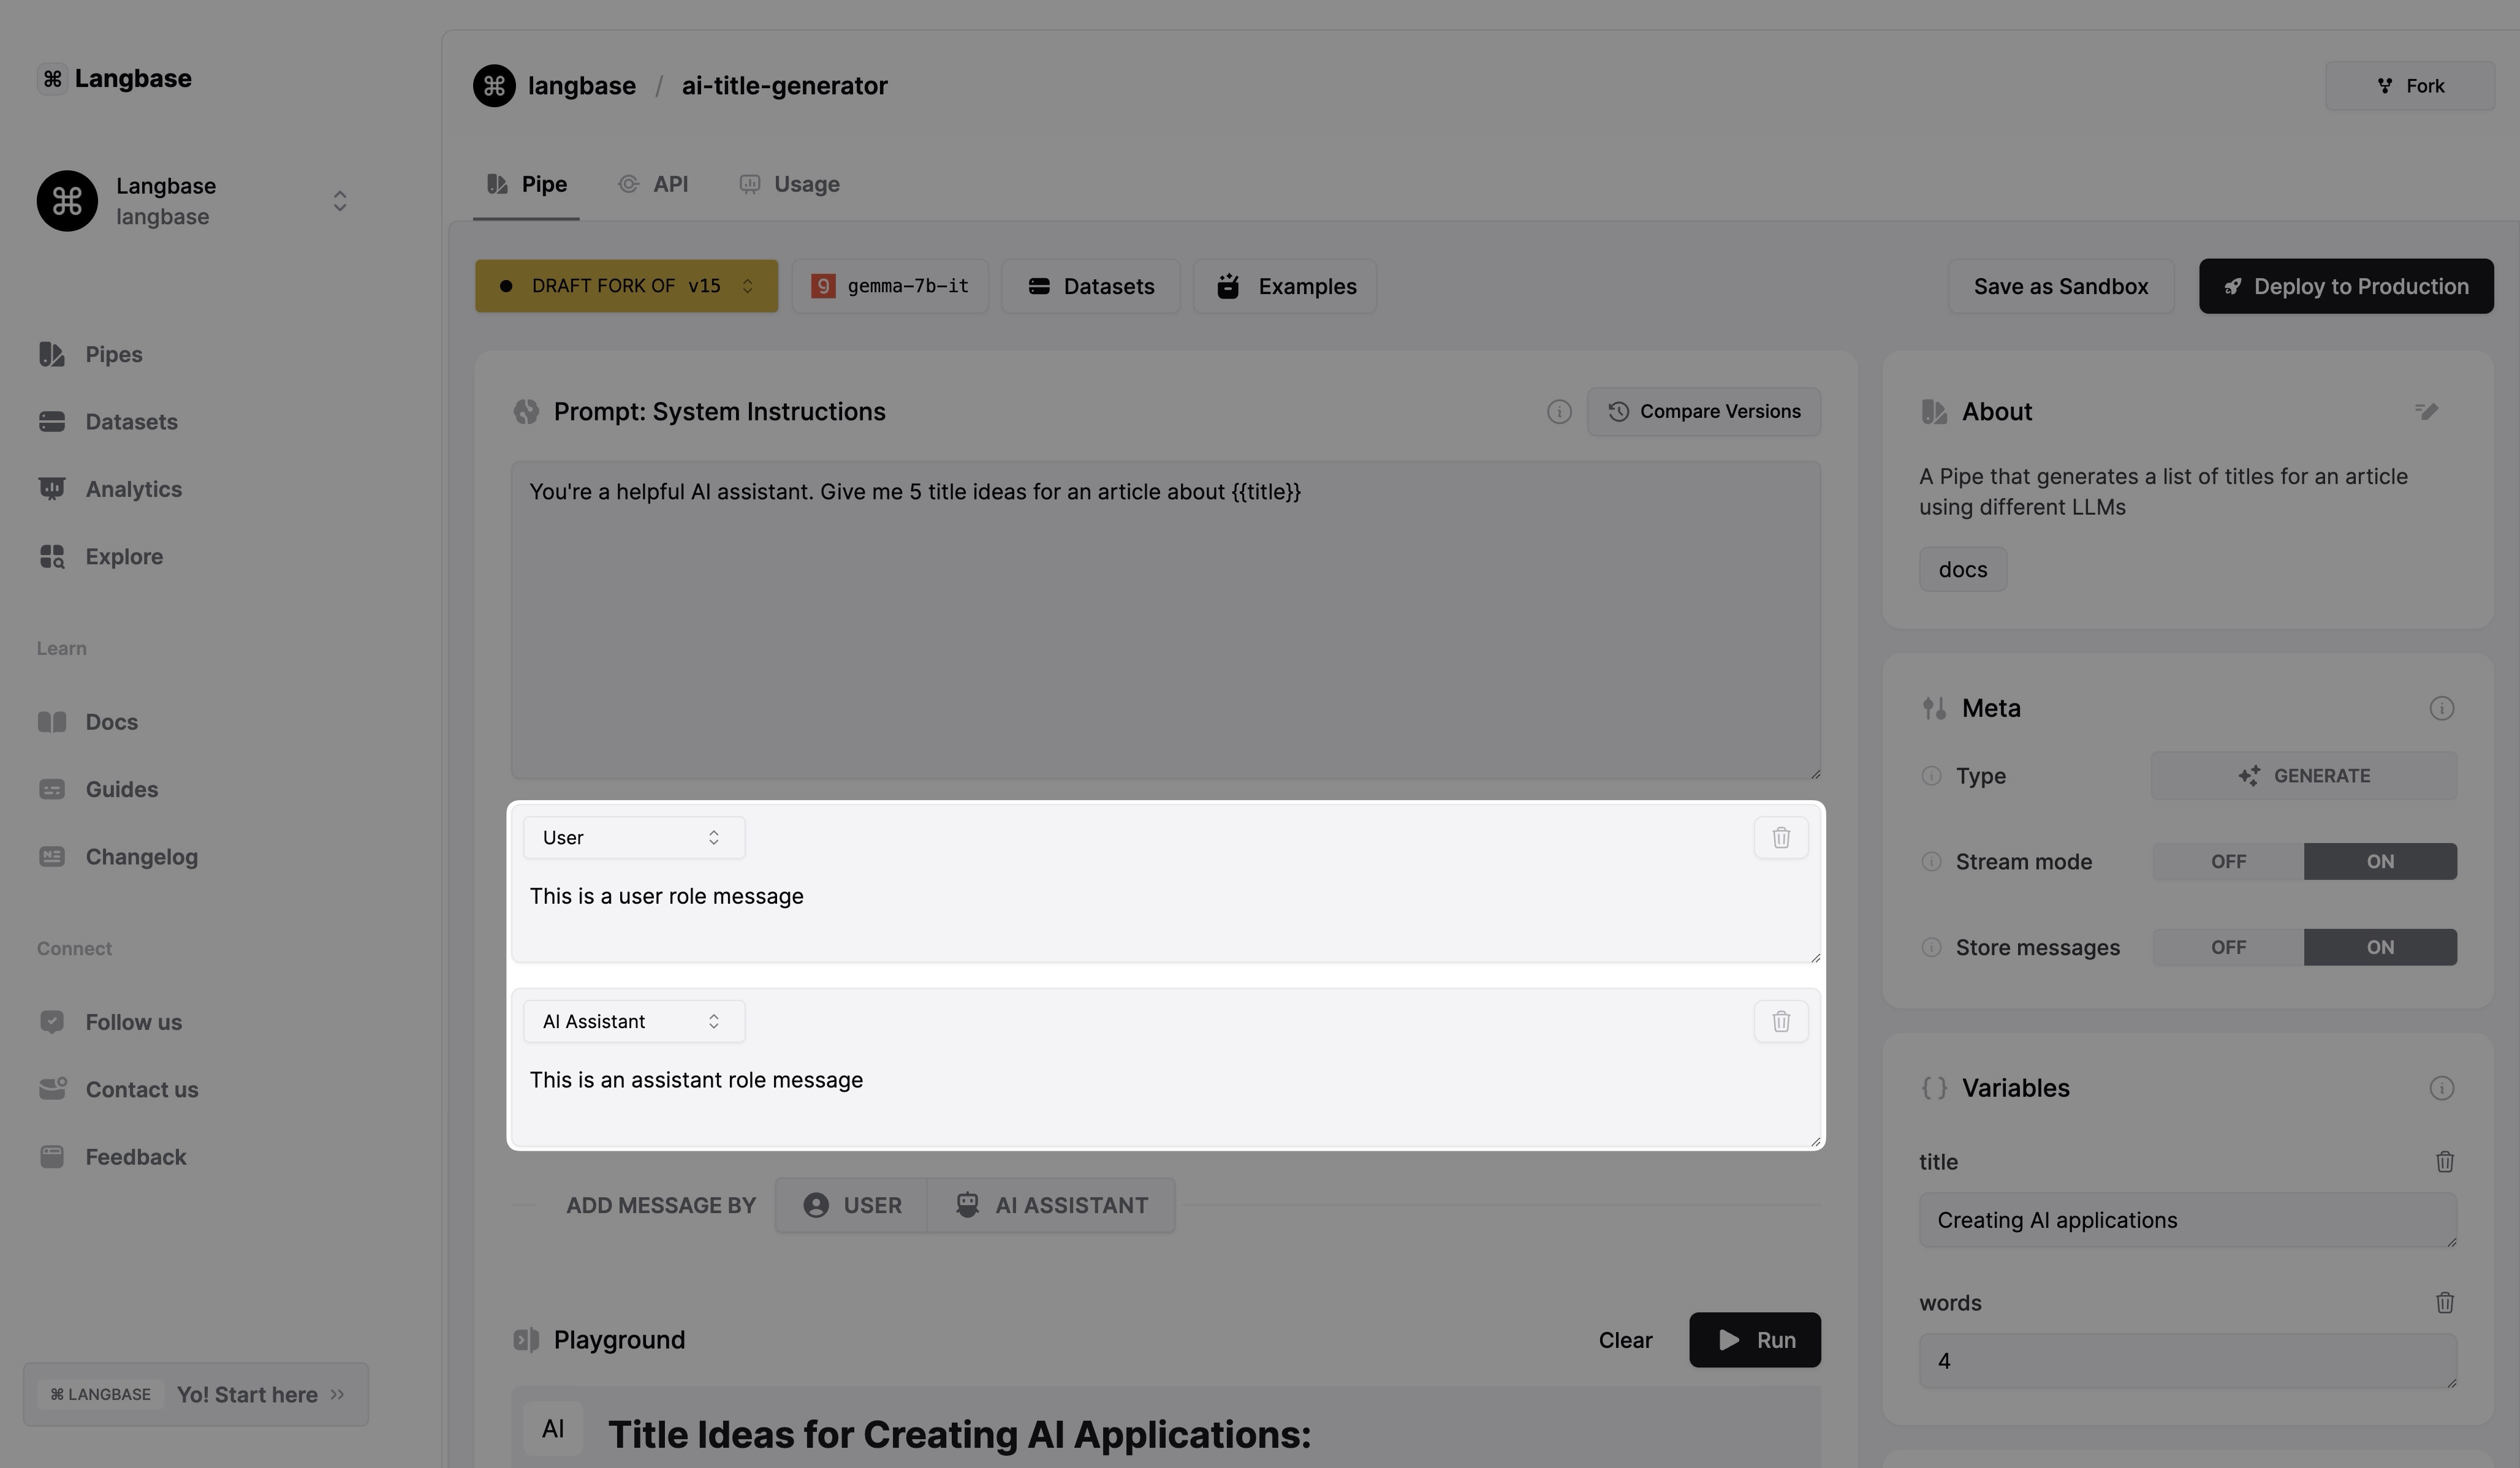 Langbase
Langbase
langbase
Pipes
Datasets
Analytics
Explore
Learn
Docs
Guides
Changelog
Connect
Follow us
Contact us
Feedback
⌘ LANGBASE Yo! Start here
langbase / ai-title-generator
Fork
Pipe API Usage
DRAFT FORK OF v15
g gemma-7b-it
Datasets
Examples
Save as Sandbox
Deploy to Production
Prompt: System Instructions
Compare Versions
You're a helpful AI assistant. Give me 5 title ideas for an article about {{title}}
User
This is a user role message
AI Assistant
This is an assistant role message
ADD MESSAGE BY USER AI ASSISTANT
Playground
Clear
Run
AI
Title Ideas for Creating AI Applications:
About
A Pipe that generates a list of titles for an article
using different LLMs
docs
Meta
Type GENERATE
Stream mode OFF ON
Store messages OFF ON
Variables
title
Creating AI applications
words
4